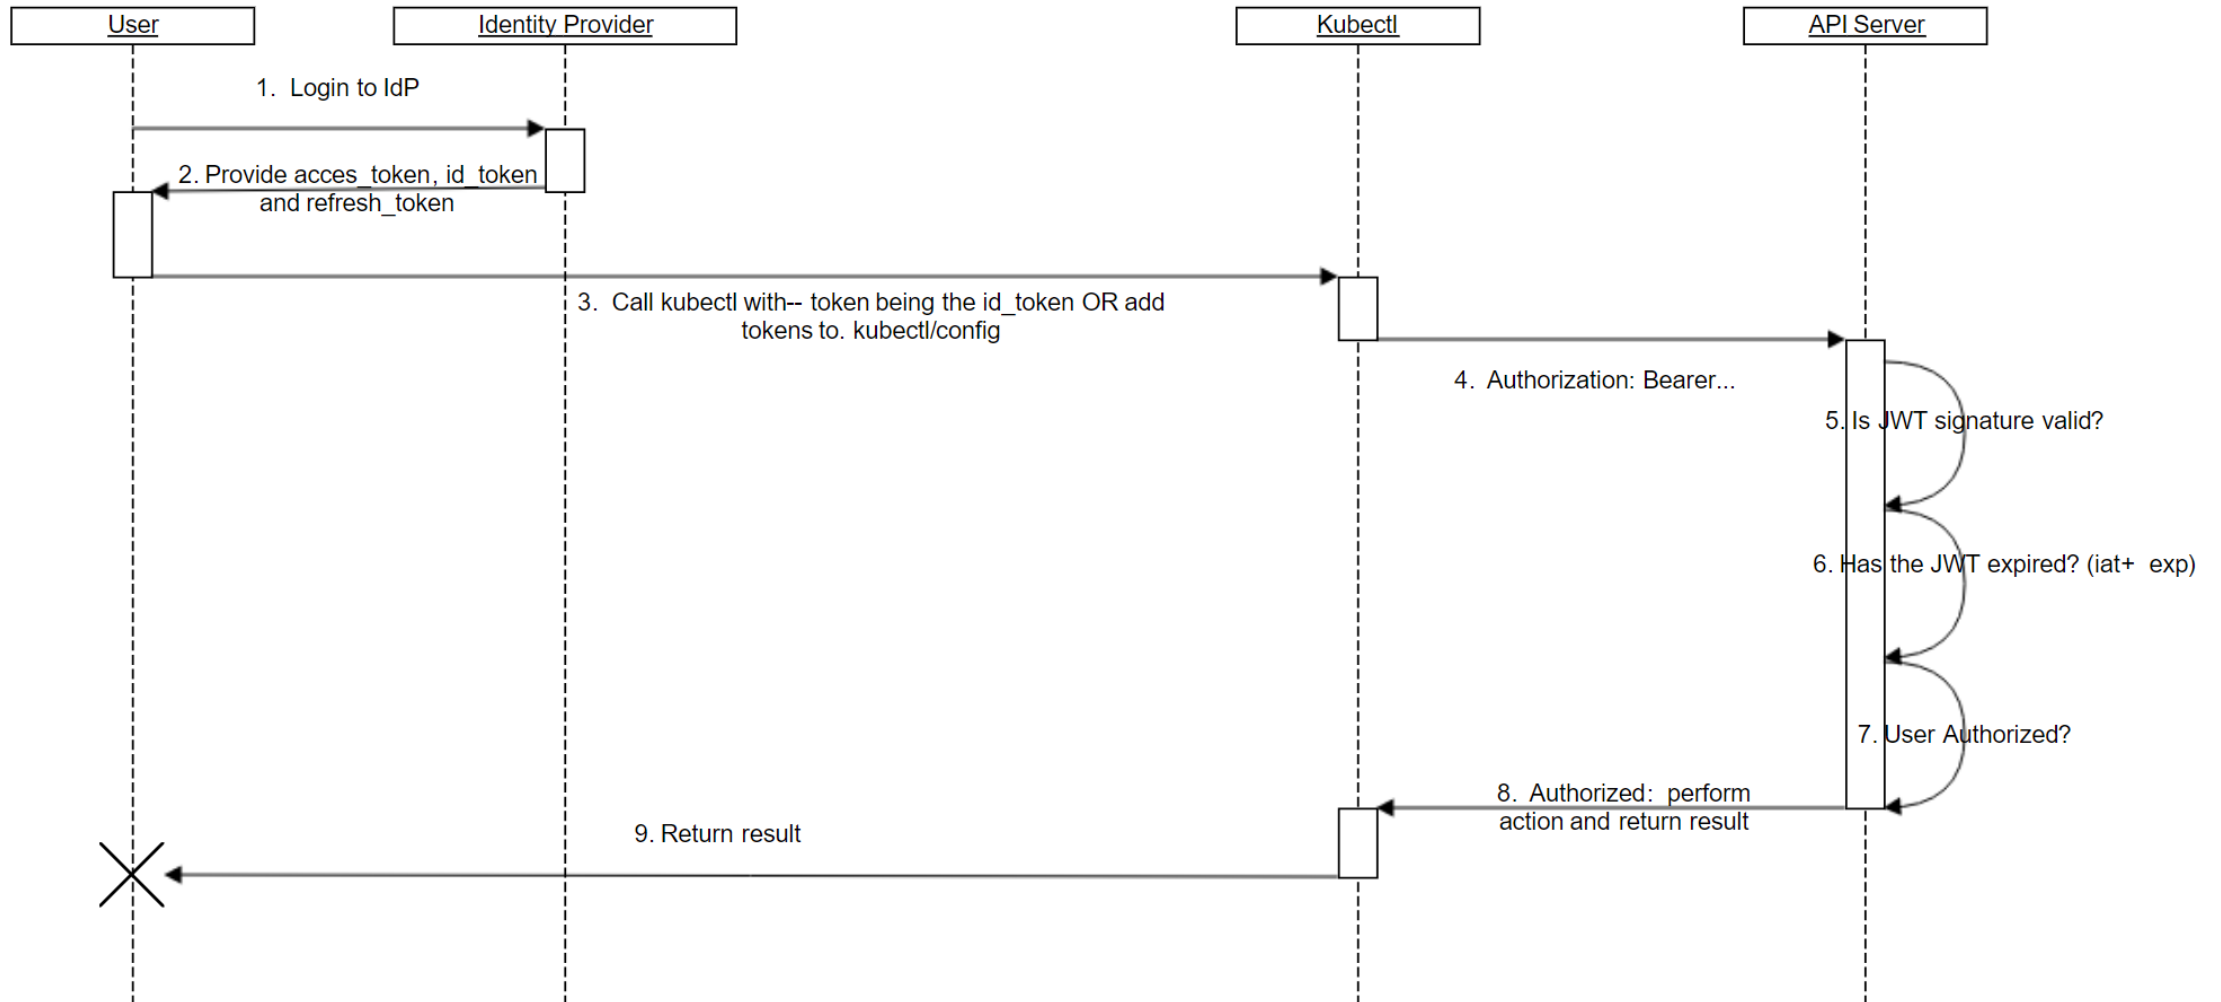 User
Identity Provider
Kubectl
API Server
1. Login to IdP
2. Provide acces_token, id_token
and refresh_token
3. Call kubectl with-- token being the id_token OR add
tokens to. kubectl/config
4. Authorization: Bearer...
5. Is JWT signature valid?
6. Has the JWT expired? (iat+ exp)
7. User Authorized?
8. Authorized: perform
action and return result
9. Return result